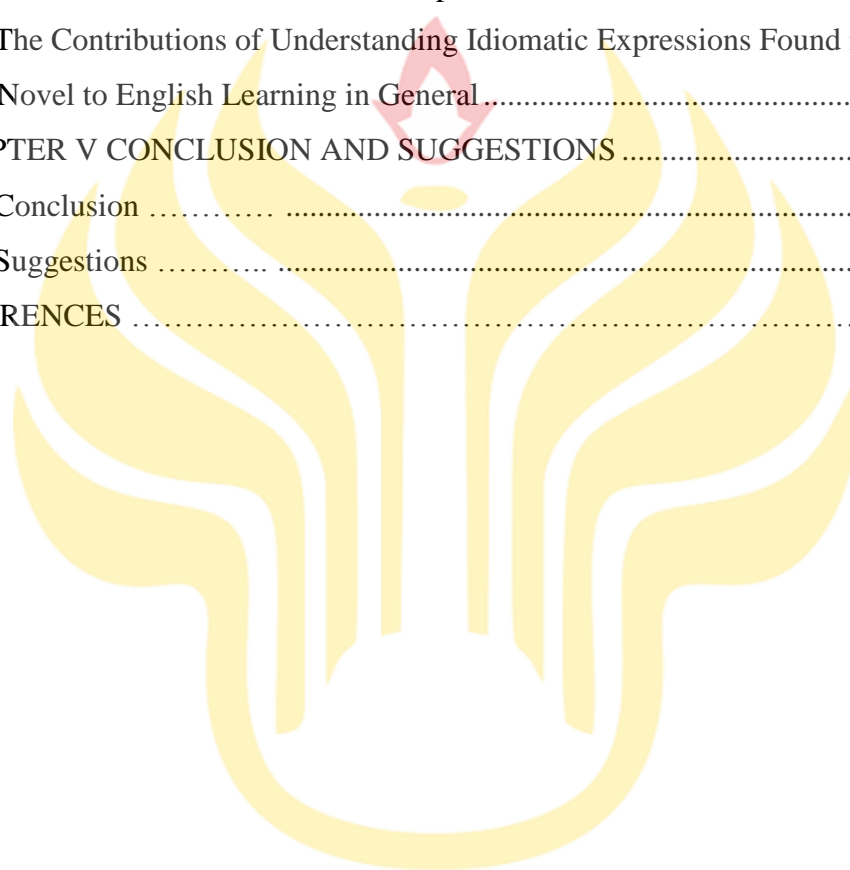 The Contributions of Understanding Idiomatic Expressions Found
Novel to English Learning in General ........................................
PTER V CONCLUSION AND SUGGESTIONS ........................
Conclusion ………… ................................................................
Suggestions ……….. ................................................................
RENCES ……………………………………………………………